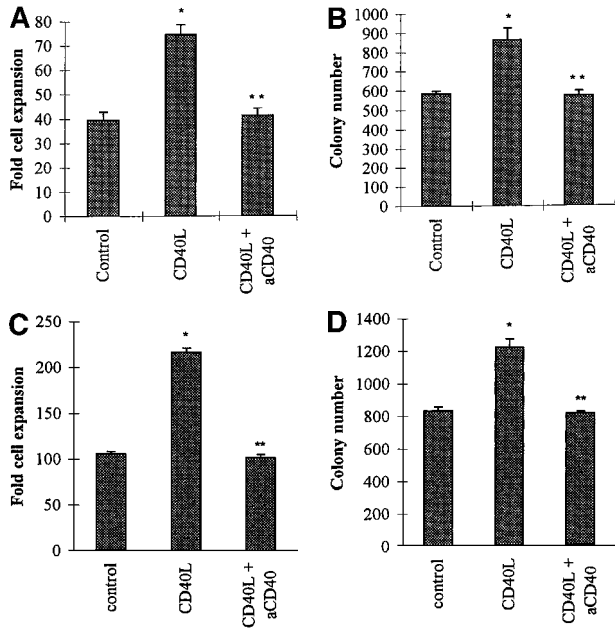 A
Fold cell expansion
80
70
60
50
40
30
20
10
0
*
* *
Control
CD40L
CD40L +
aCD40
B
Colony number
1000
900
800
700
600
500
400
300
200
100
0
*
* *
Control
CD40L
CD40L +
aCD40
C
Fold cell expansion
250
200
150
100
50
0
*
**
control
CD40L
CD40L +
aCD40
D
Colony number
1400
1200
1000
800
600
400
200
0
*
**
control
CD40L
CD40L +
aCD40